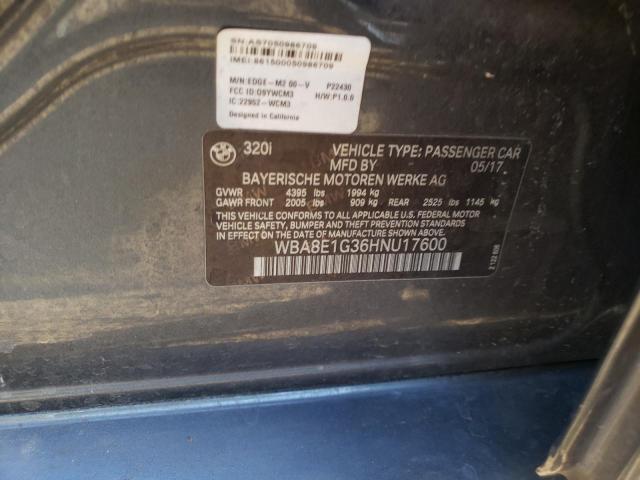 SN: AS7050986709
IMEI: 861500050986709
M/N:EDGE-M2 00-V P22430
FCC ID:O9YWCM3 H/W:P1.0.0
IC:22952-WCM3
Designed in California
BMW 320i VEHICLE TYPE: PASSENGER CAR
MFD BY 05/17
BAYERISCHE MOTOREN WERKE AG
GVWR 4395 lbs 1994 kg
GAWR FRONT 2005 lbs 909 kg REAR 2525 lbs 1145 kg
THIS VEHICLE CONFORMS TO ALL APPLICABLE U.S. FEDERAL MOTOR
VEHICLE SAFETY, BUMPER AND THEFT PREVENTION STANDARDS
IN EFFECT ON THE DATE OF MANUFACTURE SHOWN ABOVE.
WBA8E1G36HNU17600